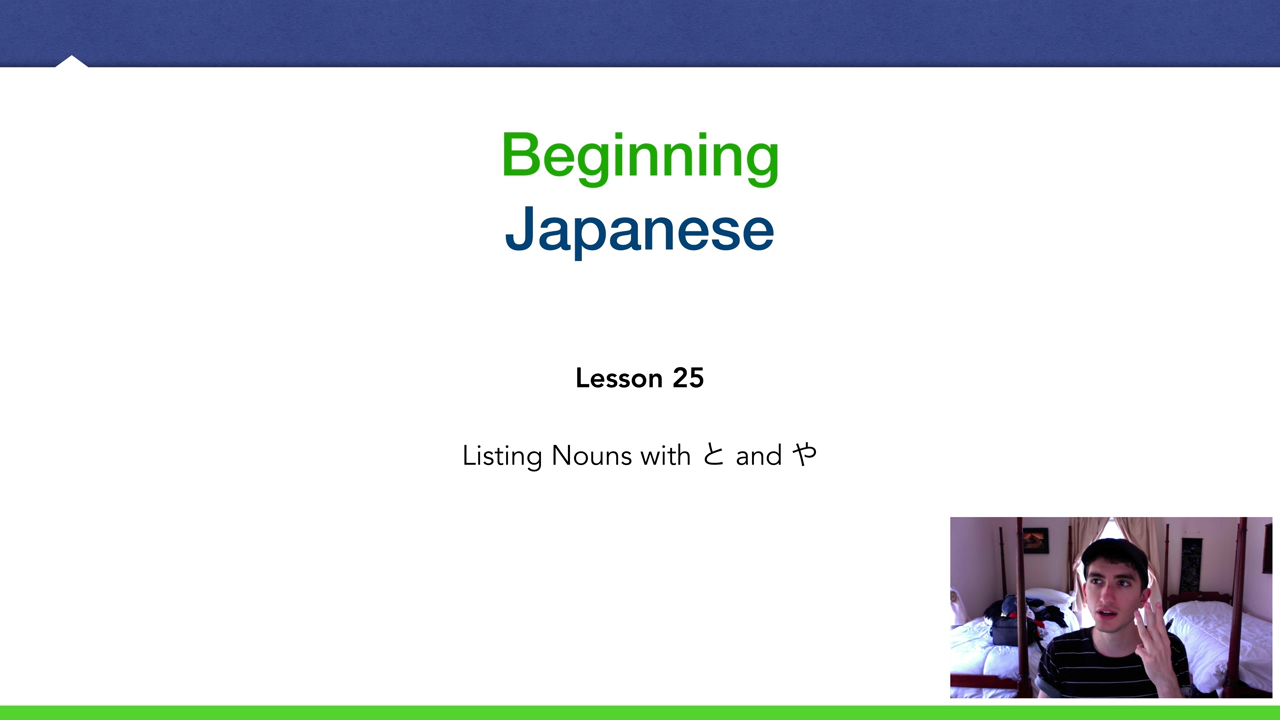 Beginning
Japanese
Lesson 25
Listing Nouns with と and や